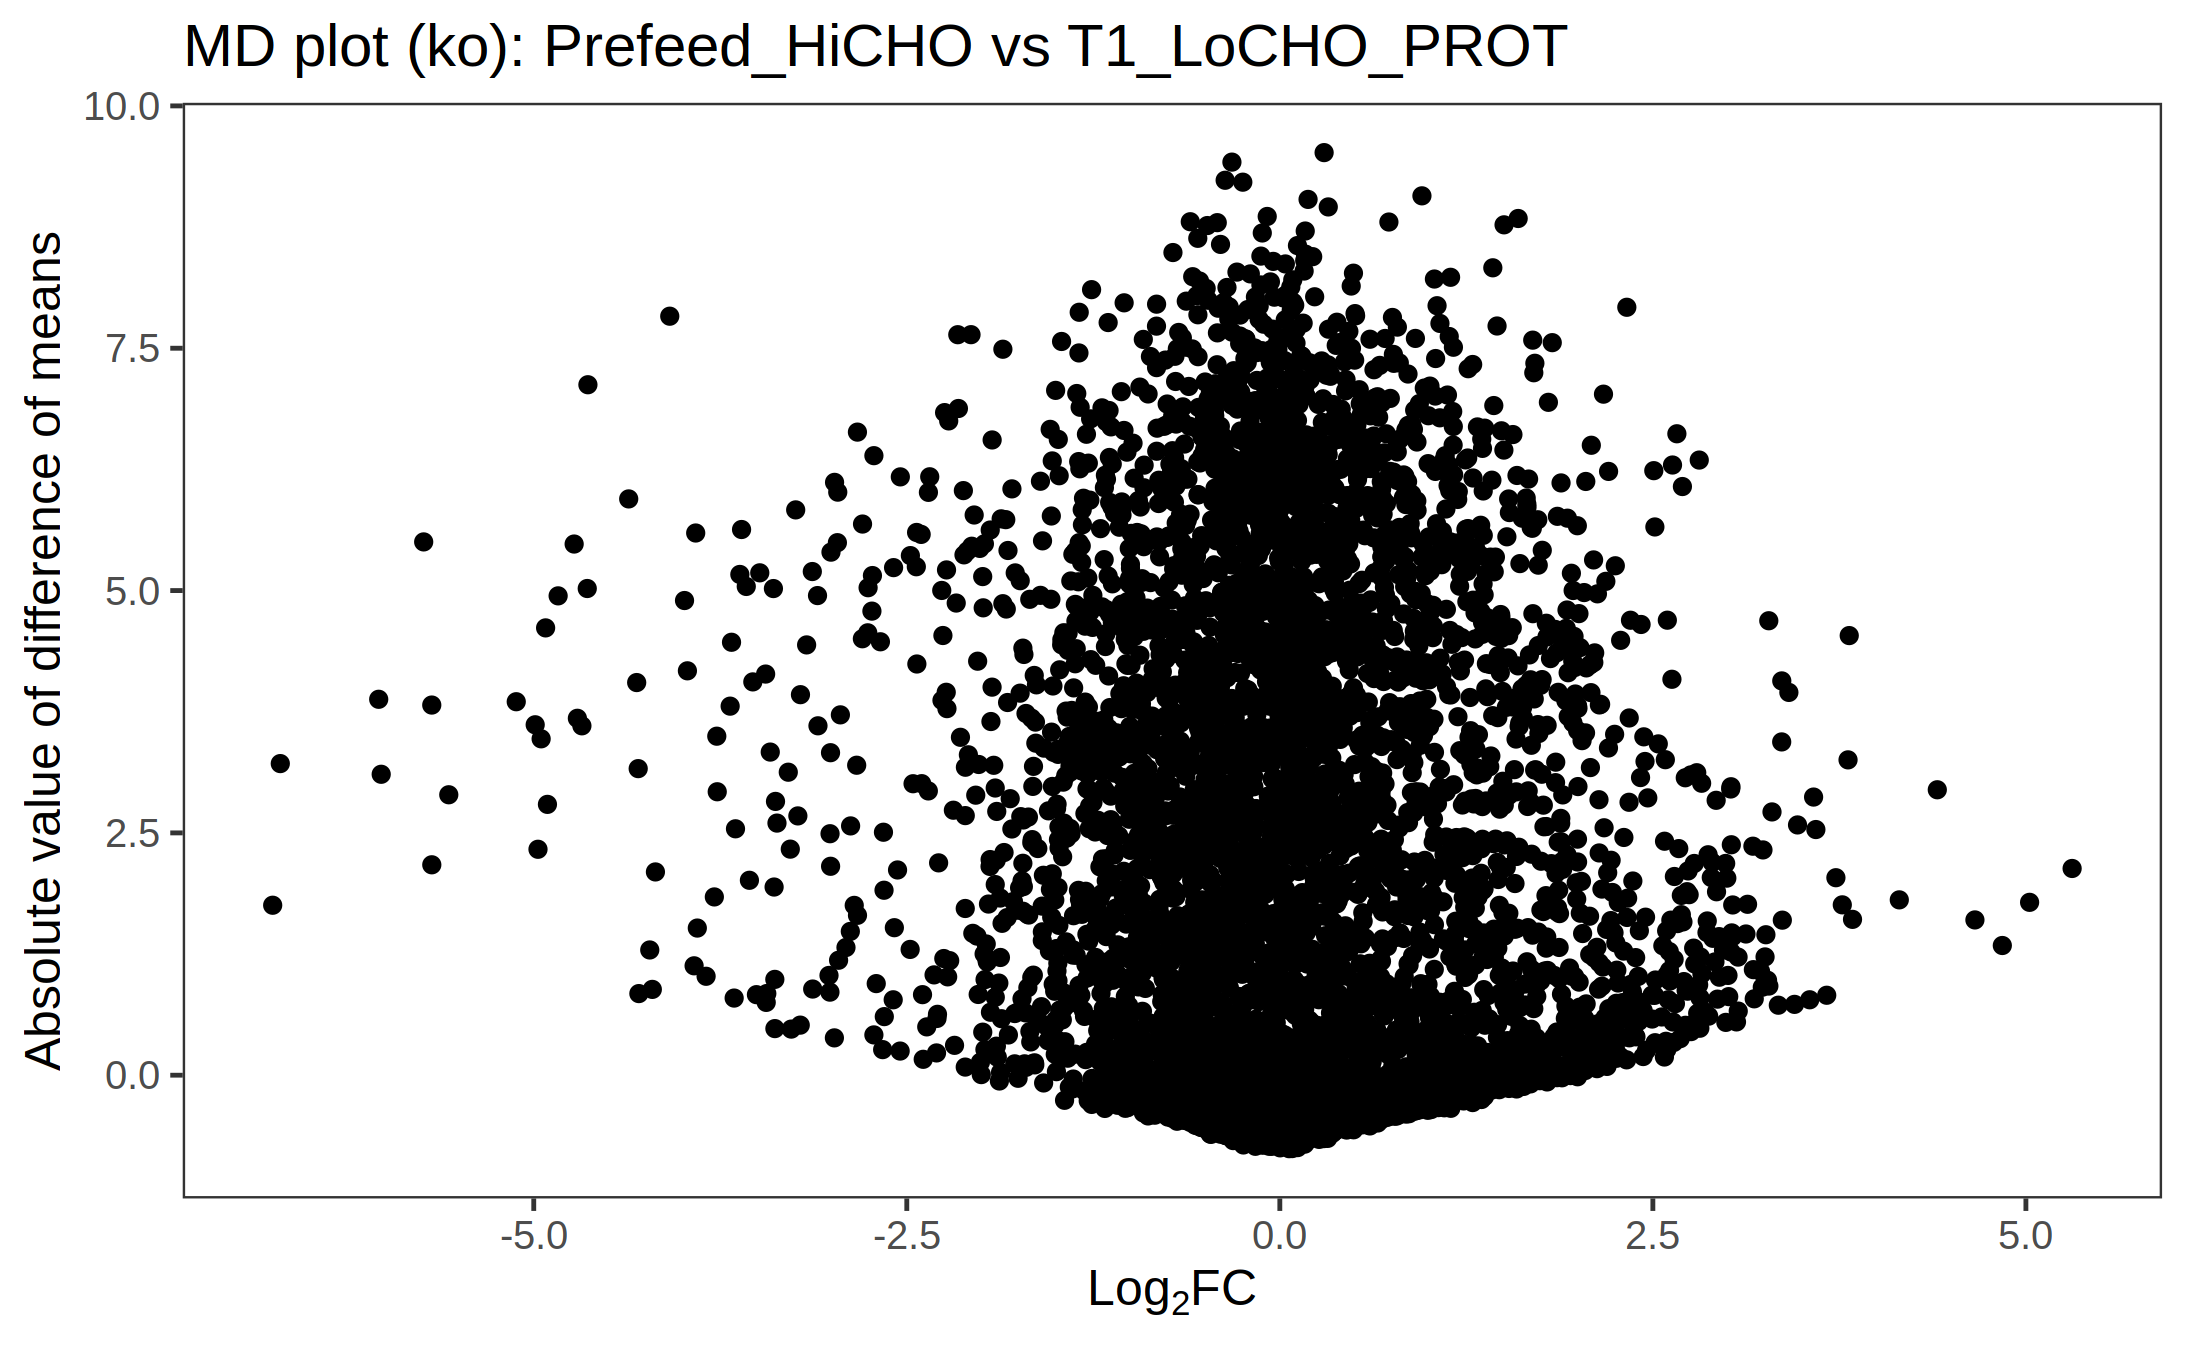 MD plot (ko): Prefeed_HiCHO vs T1_LoCHO_PROT
Absolute value of difference of means
10.0
7.5
5.0
2.5
0.0
-5.0 -2.5 0.0 2.5 5.0
Log₂FC